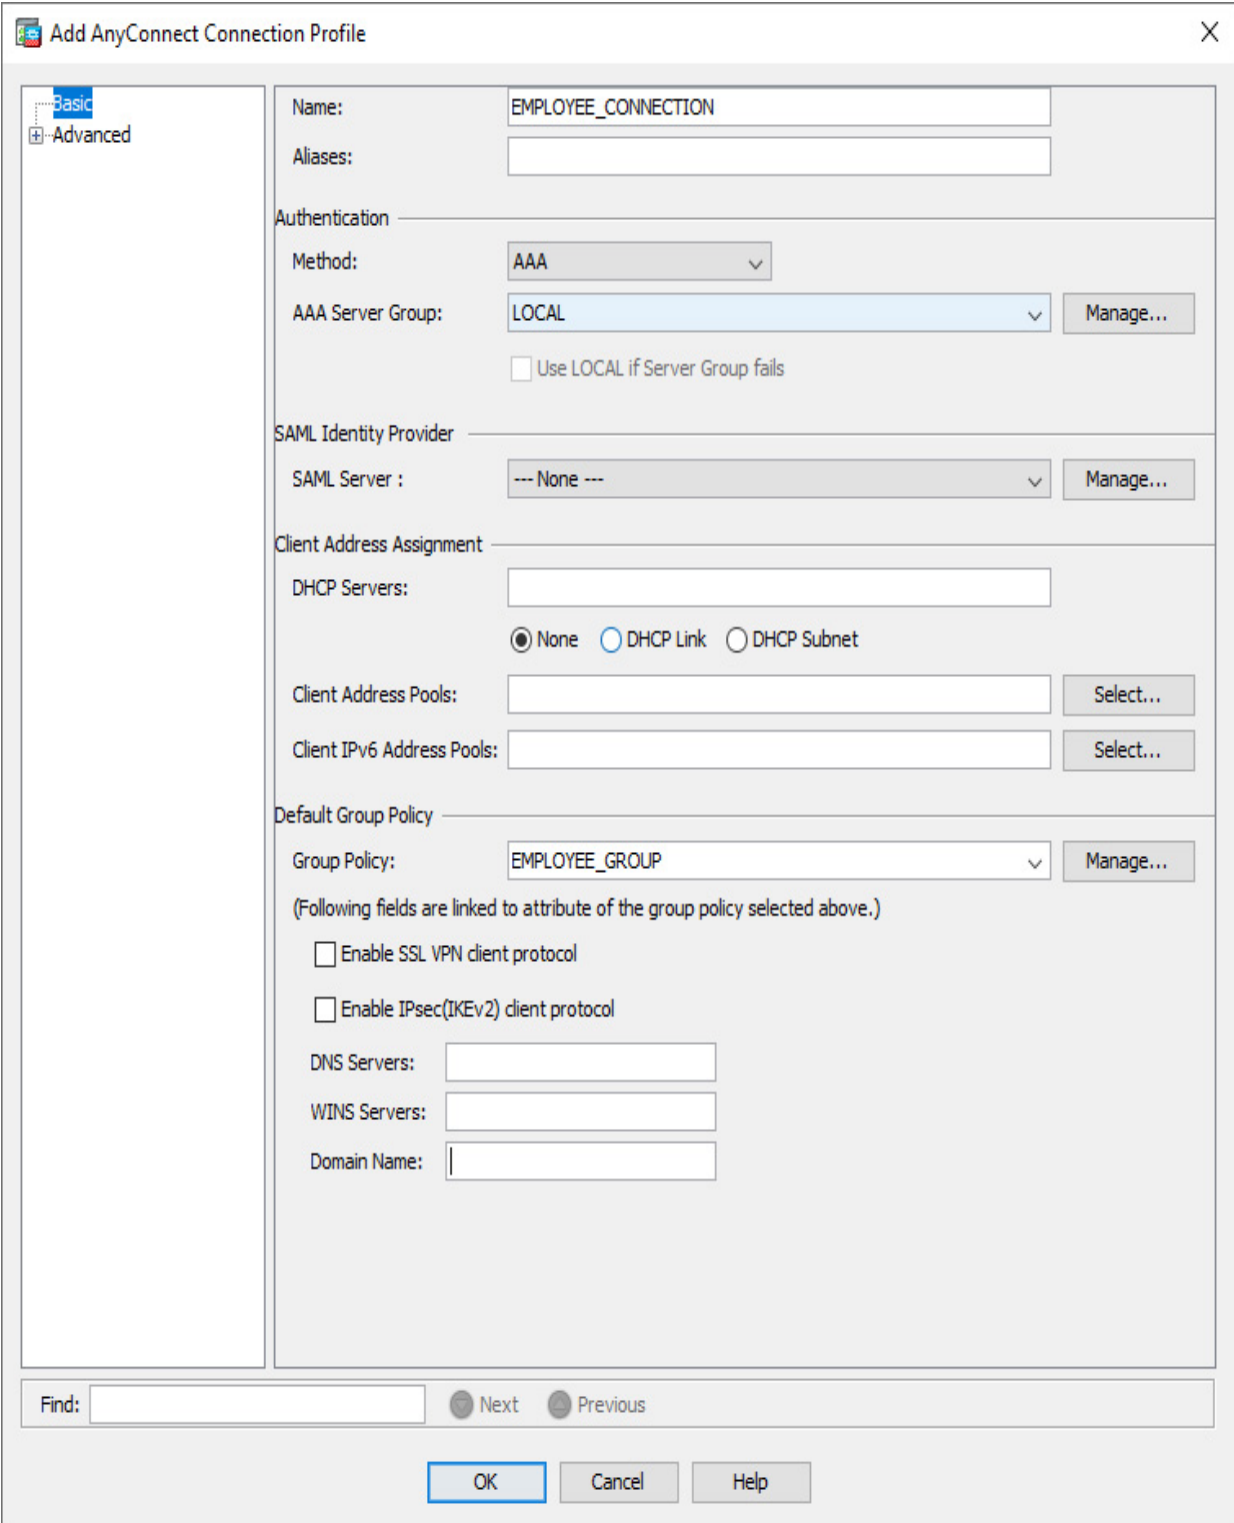 Add AnyConnect Connection Profile
Basic
Advanced
Name: EMPLOYEE_CONNECTION
Aliases:
Authentication
Method: AAA
AAA Server Group: LOCAL Manage...
Use LOCAL if Server Group fails
SAML Identity Provider
SAML Server : --- None --- Manage...
Client Address Assignment
DHCP Servers:
None DHCP Link DHCP Subnet
Client Address Pools: Select...
Client IPv6 Address Pools: Select...
Default Group Policy
Group Policy: EMPLOYEE_GROUP Manage...
(Following fields are linked to attribute of the group policy selected above.)
Enable SSL VPN client protocol
Enable IPsec(IKEv2) client protocol
DNS Servers:
WINS Servers:
Domain Name:
Find: Next Previous
OK Cancel Help